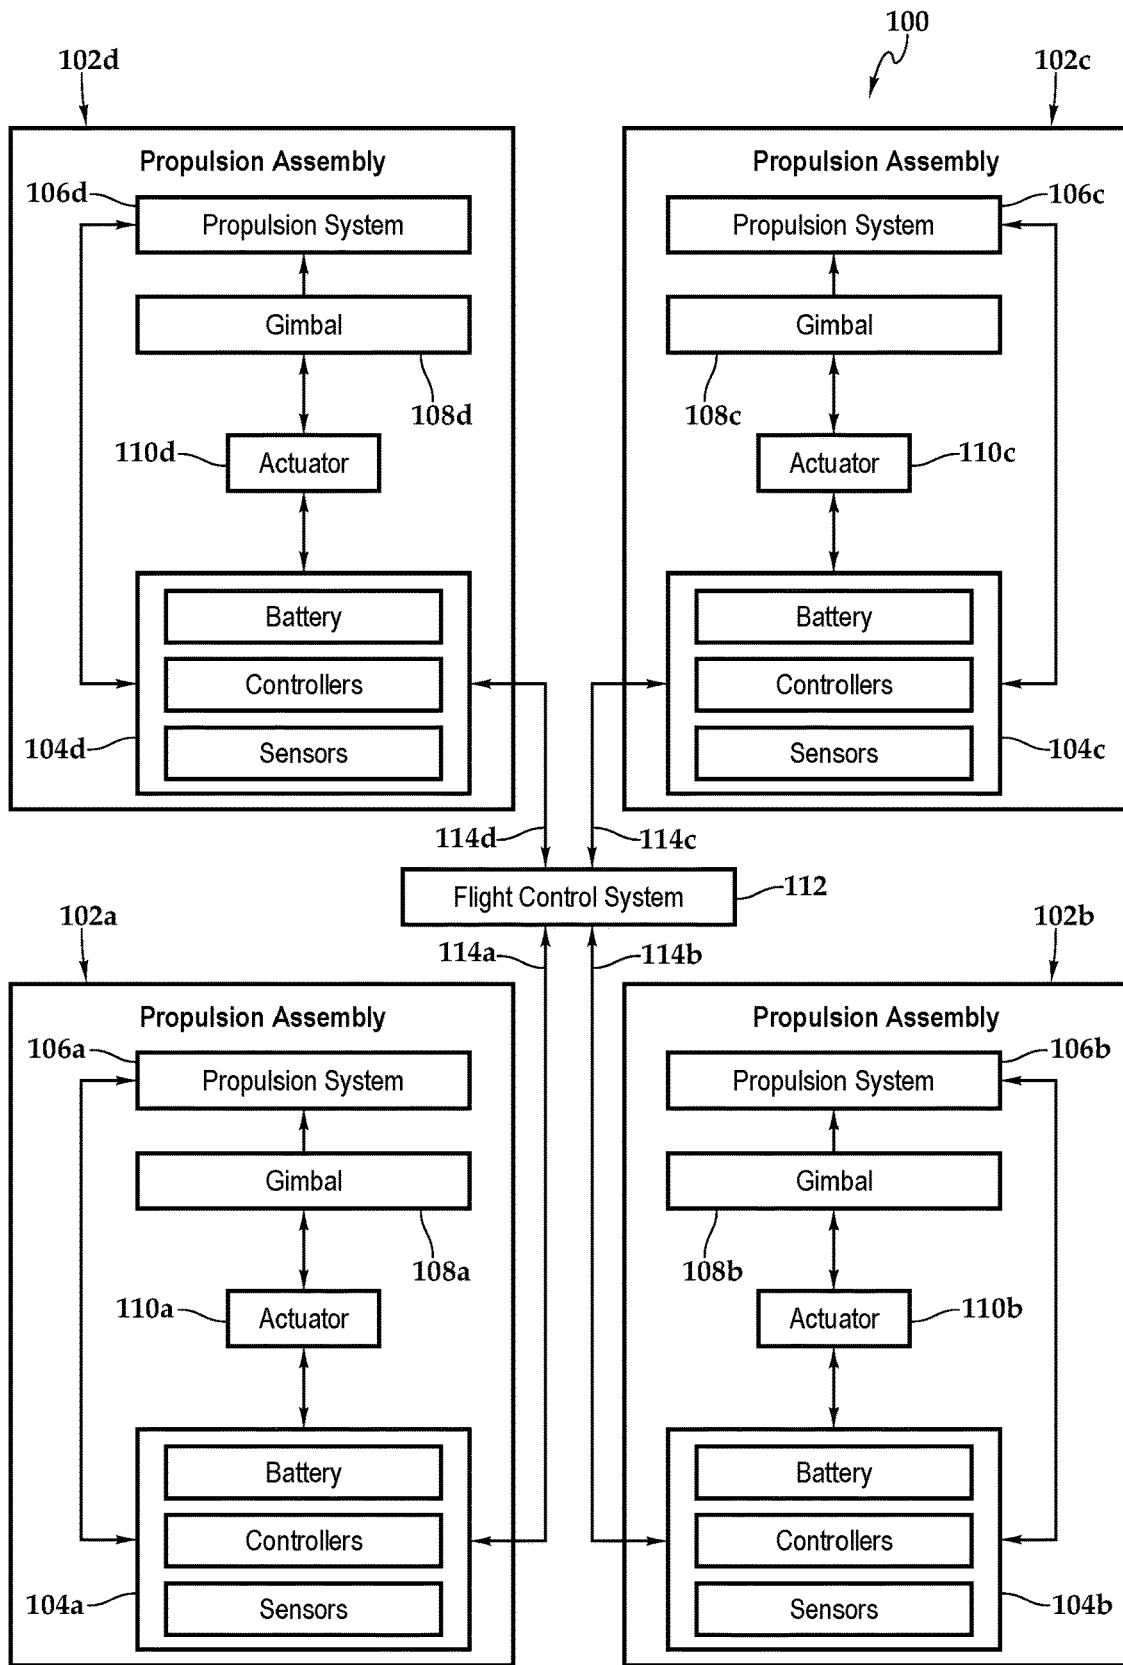 100
102d
102c
Propulsion Assembly
Propulsion Assembly
106d
Propulsion System
Propulsion System
106c
Gimbal
Gimbal
108d
108c
110d
Actuator
Actuator
110c
Battery
Battery
Controllers
Controllers
104d
Sensors
Sensors
104c
114d
114c
Flight Control System
112
102a
102b
114a
114b
Propulsion Assembly
Propulsion Assembly
106a
Propulsion System
Propulsion System
106b
Gimbal
Gimbal
108a
108b
110a
Actuator
Actuator
110b
Battery
Battery
Controllers
Controllers
104a
Sensors
Sensors
104b